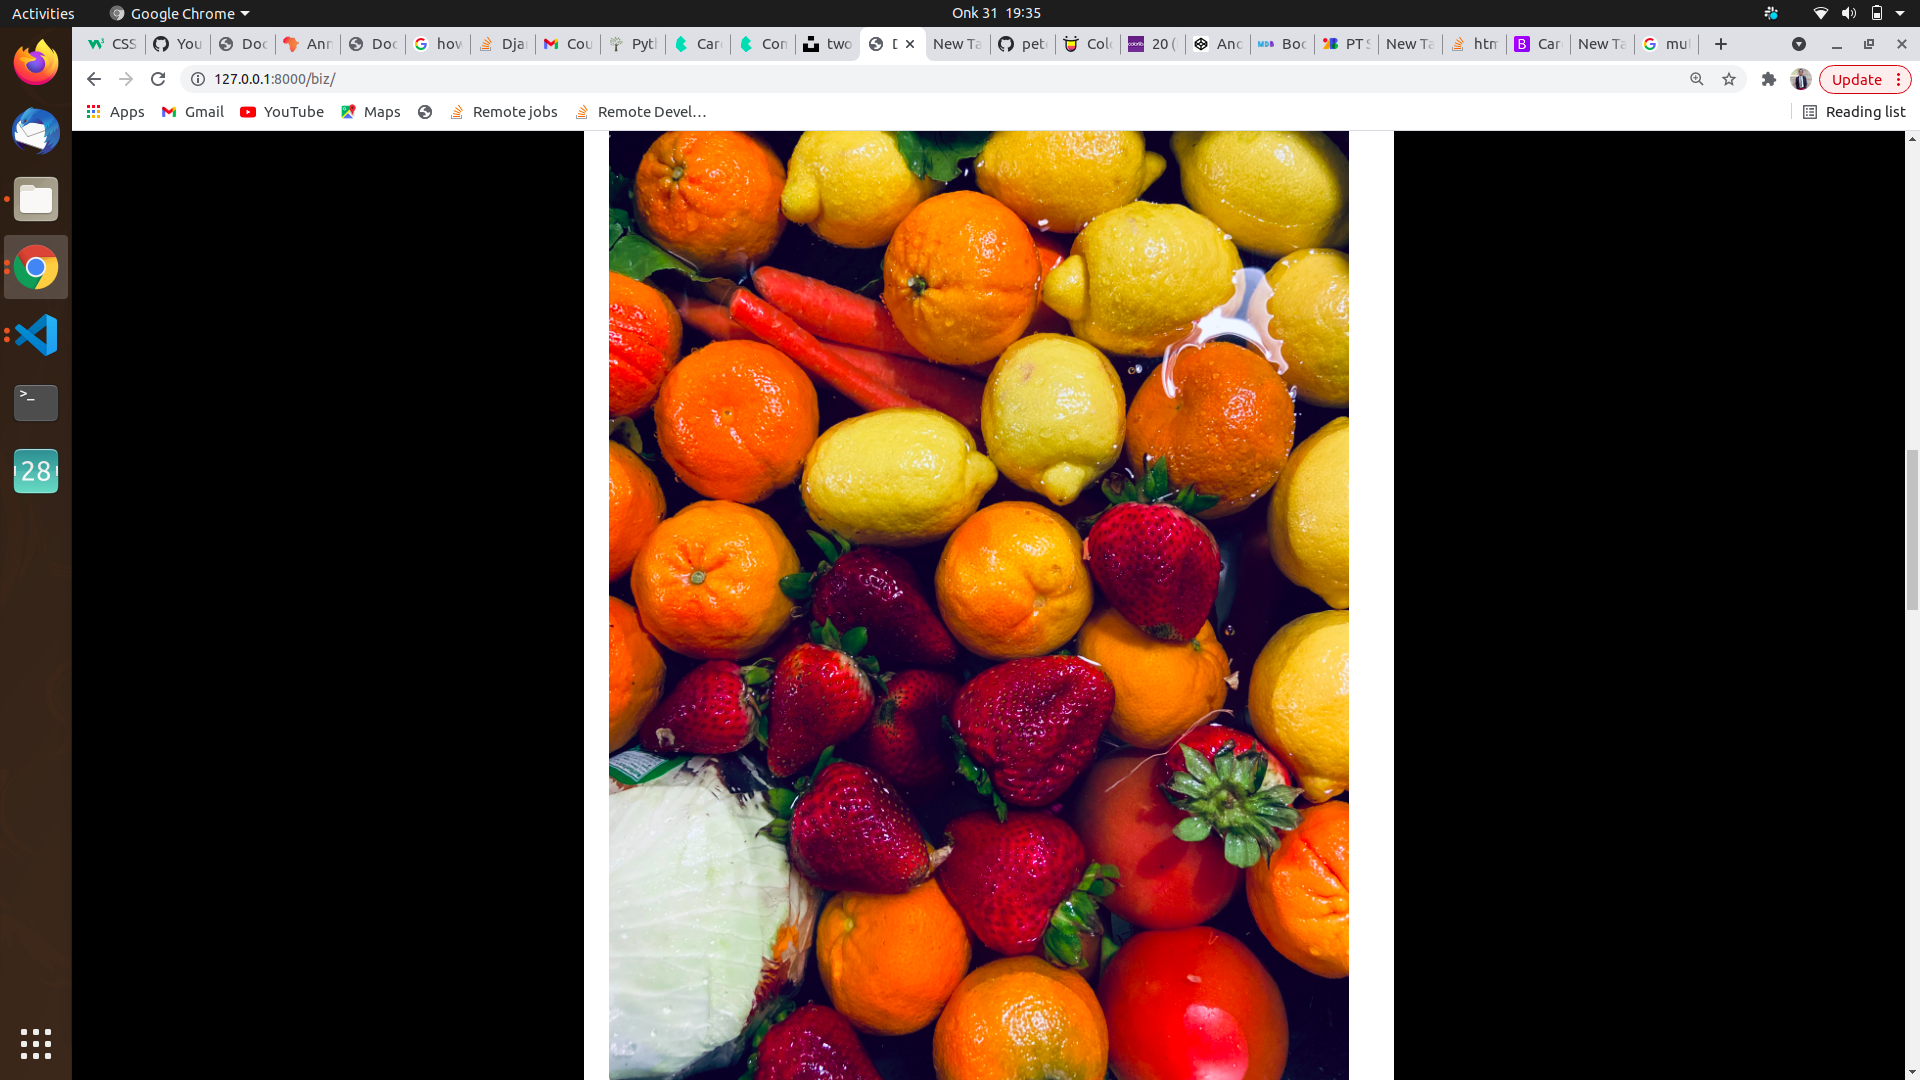 Activities
Google Chrome
Onk 31 19:35
CSS
You
Doc
Ann
Doc
how
Dja
Cou
Pyt
Car
Con
two
D
New Ta
pet
Col
20 (
Anc
Boc
PT S
New Ta
htm
Car
New Ta
mul
127.0.0.1:8000/biz/
Update
Apps
Gmail
YouTube
Maps
Remote jobs
Remote Devel…
Reading list
>_
28